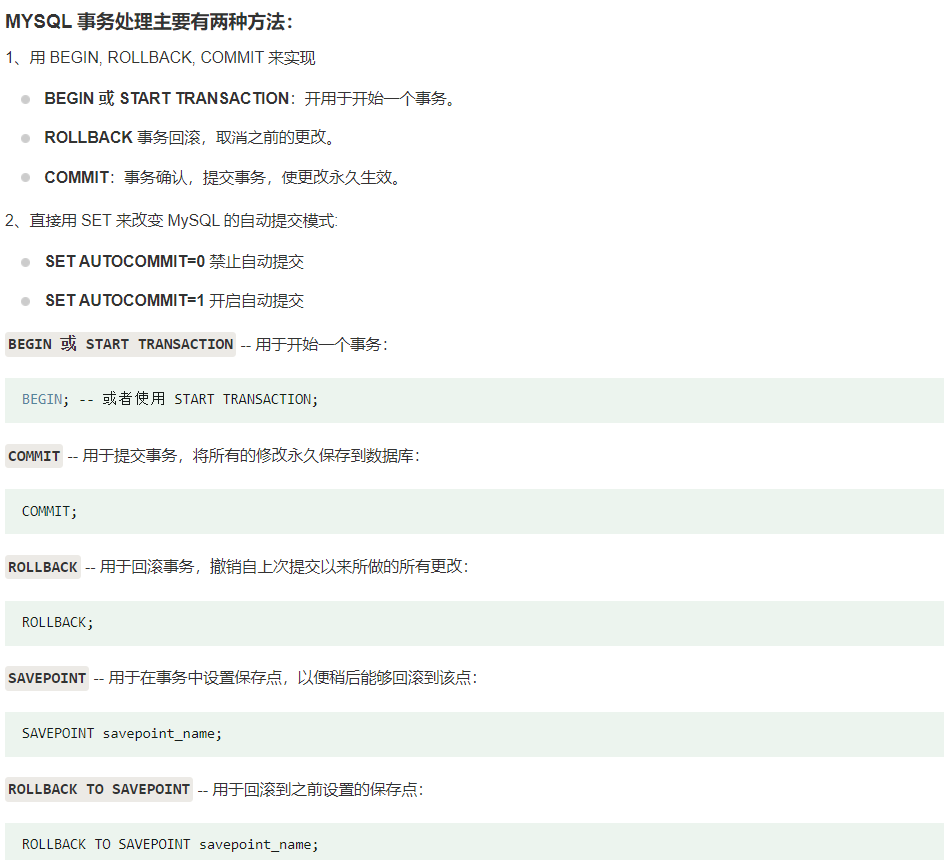 MYSQL 事务处理主要有两种方法：
1、用 BEGIN, ROLLBACK, COMMIT 来实现
BEGIN 或 START TRANSACTION：开用于开始一个事务。
ROLLBACK 事务回滚，取消之前的更改。
COMMIT：事务确认，提交事务，使更改永久生效。
2、直接用 SET 来改变 MySQL 的自动提交模式:
SET AUTOCOMMIT=0 禁止自动提交
SET AUTOCOMMIT=1 开启自动提交
BEGIN 或 START TRANSACTION -- 用于开始一个事务：
BEGIN; -- 或者使用 START TRANSACTION;
COMMIT -- 用于提交事务，将所有的修改永久保存到数据库：
COMMIT;
ROLLBACK -- 用于回滚事务，撤销自上次提交以来所做的所有更改：
ROLLBACK;
SAVEPOINT -- 用于在事务中设置保存点，以便稍后能够回滚到该点：
SAVEPOINT savepoint_name;
ROLLBACK TO SAVEPOINT -- 用于回滚到之前设置的保存点：
ROLLBACK TO SAVEPOINT savepoint_name;